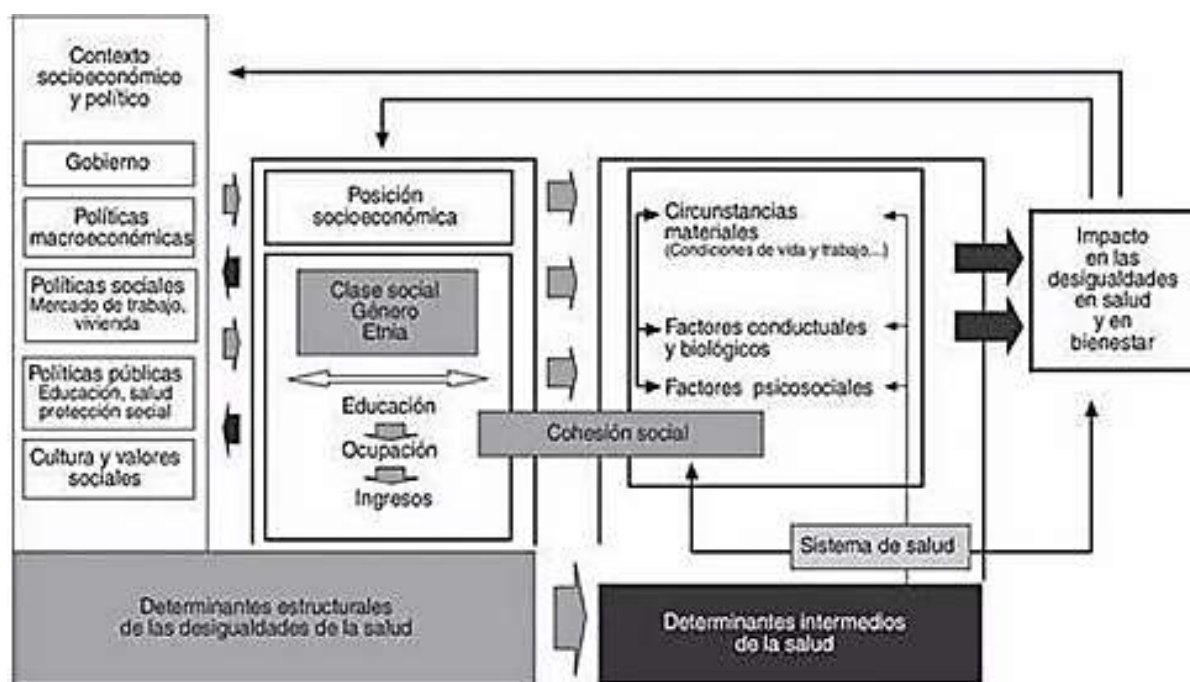 Contexto
socioeconómico
y político
Gobierno
Políticas
macroeconómicas
Políticas sociales
Mercado de trabajo,
vivienda
Políticas públicas
Educación, salud
protección social
Cultura y valores
sociales
Posición
socioeconómica
Clase social
Género
Etnia
Educación
Ocupación
Ingresos
Cohesión social
Circunstancias
materiales
(Condiciones de vida y trabajo,...)
Factores conductuales
y biológicos
Factores psicosociales
Sistema de salud
Impacto
en las
desigualdades
en salud
y en
bienestar
Determinantes estructurales
de las desigualdades de la salud
Determinantes intermedios
de la salud